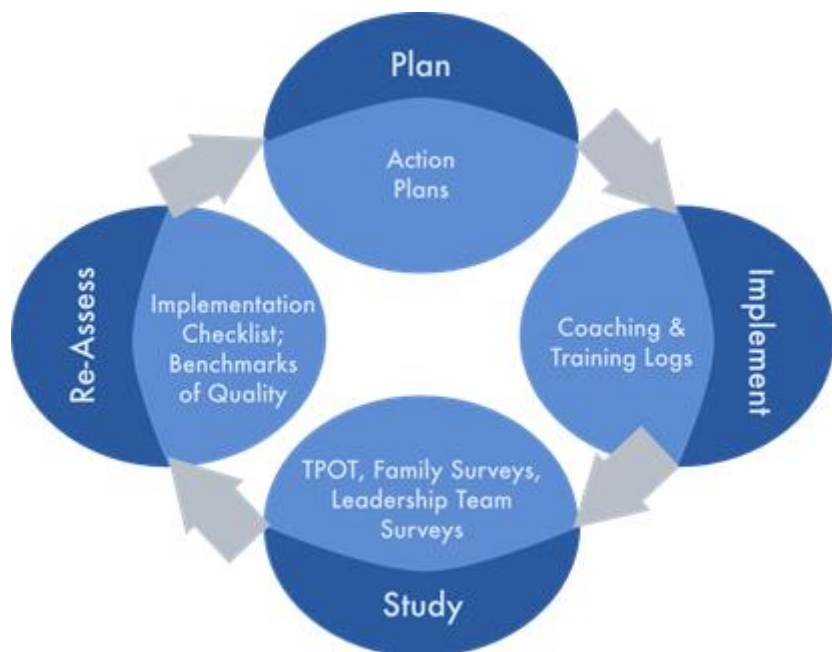 Plan
Action
Plans
Implement
Coaching &
Training Logs
TPOT, Family Surveys,
Leadership Team
Surveys
Study
Re-Assess
Implementation
Checklist;
Benchmarks
of Quality